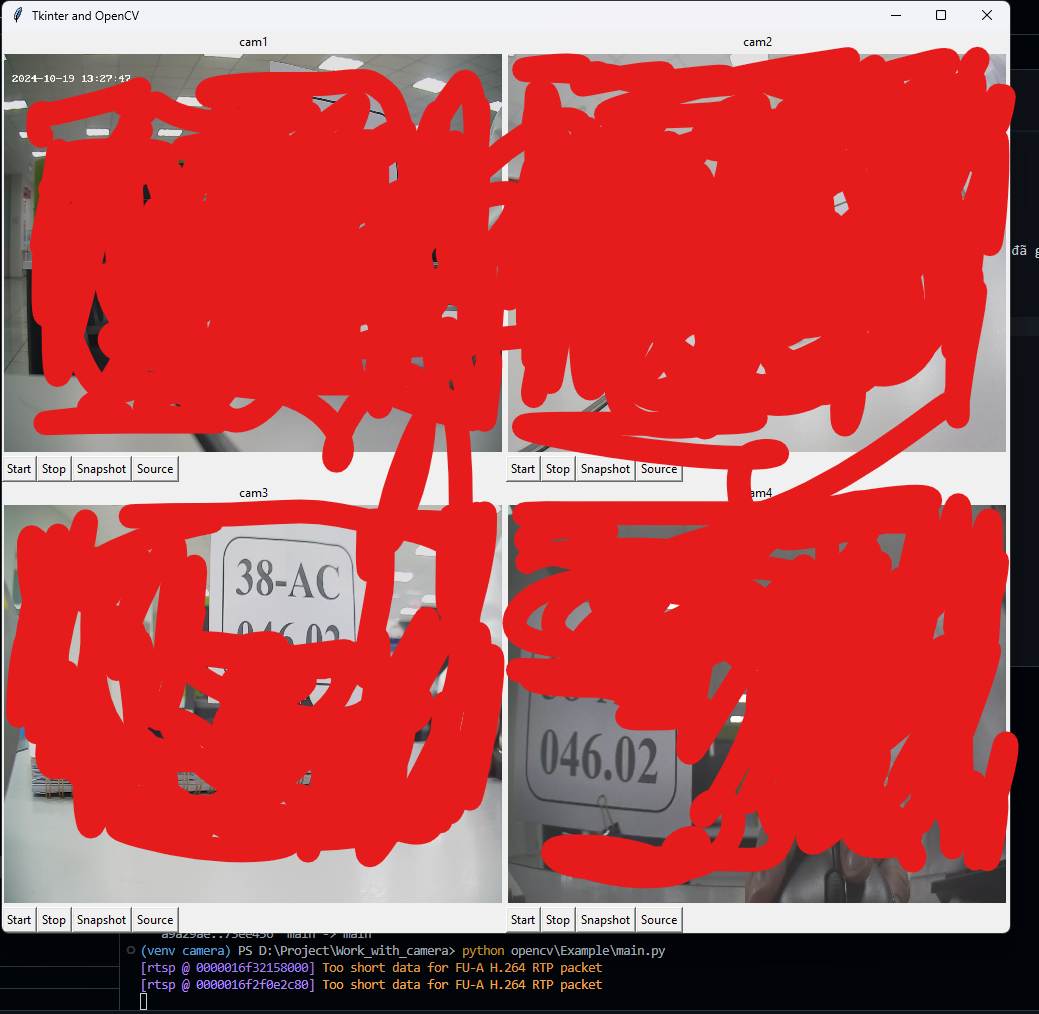 Tkinter and OpenCV
cam1
cam2
2024-10-19 13:27:47
đã
Start Stop Snapshot Source
Start Stop Snapshot Source
cam3
am4
38-AC
046.02
046.02
Start Stop Snapshot Source
Start Stop Snapshot Source
(venv camera) PS D:\Project\Work_with_camera> python opencv\Example\main.py
[rtsp @ 0000016f32158000] Too short data for FU-A H.264 RTP packet
[rtsp @ 0000016f2f0e2c80] Too short data for FU-A H.264 RTP packet